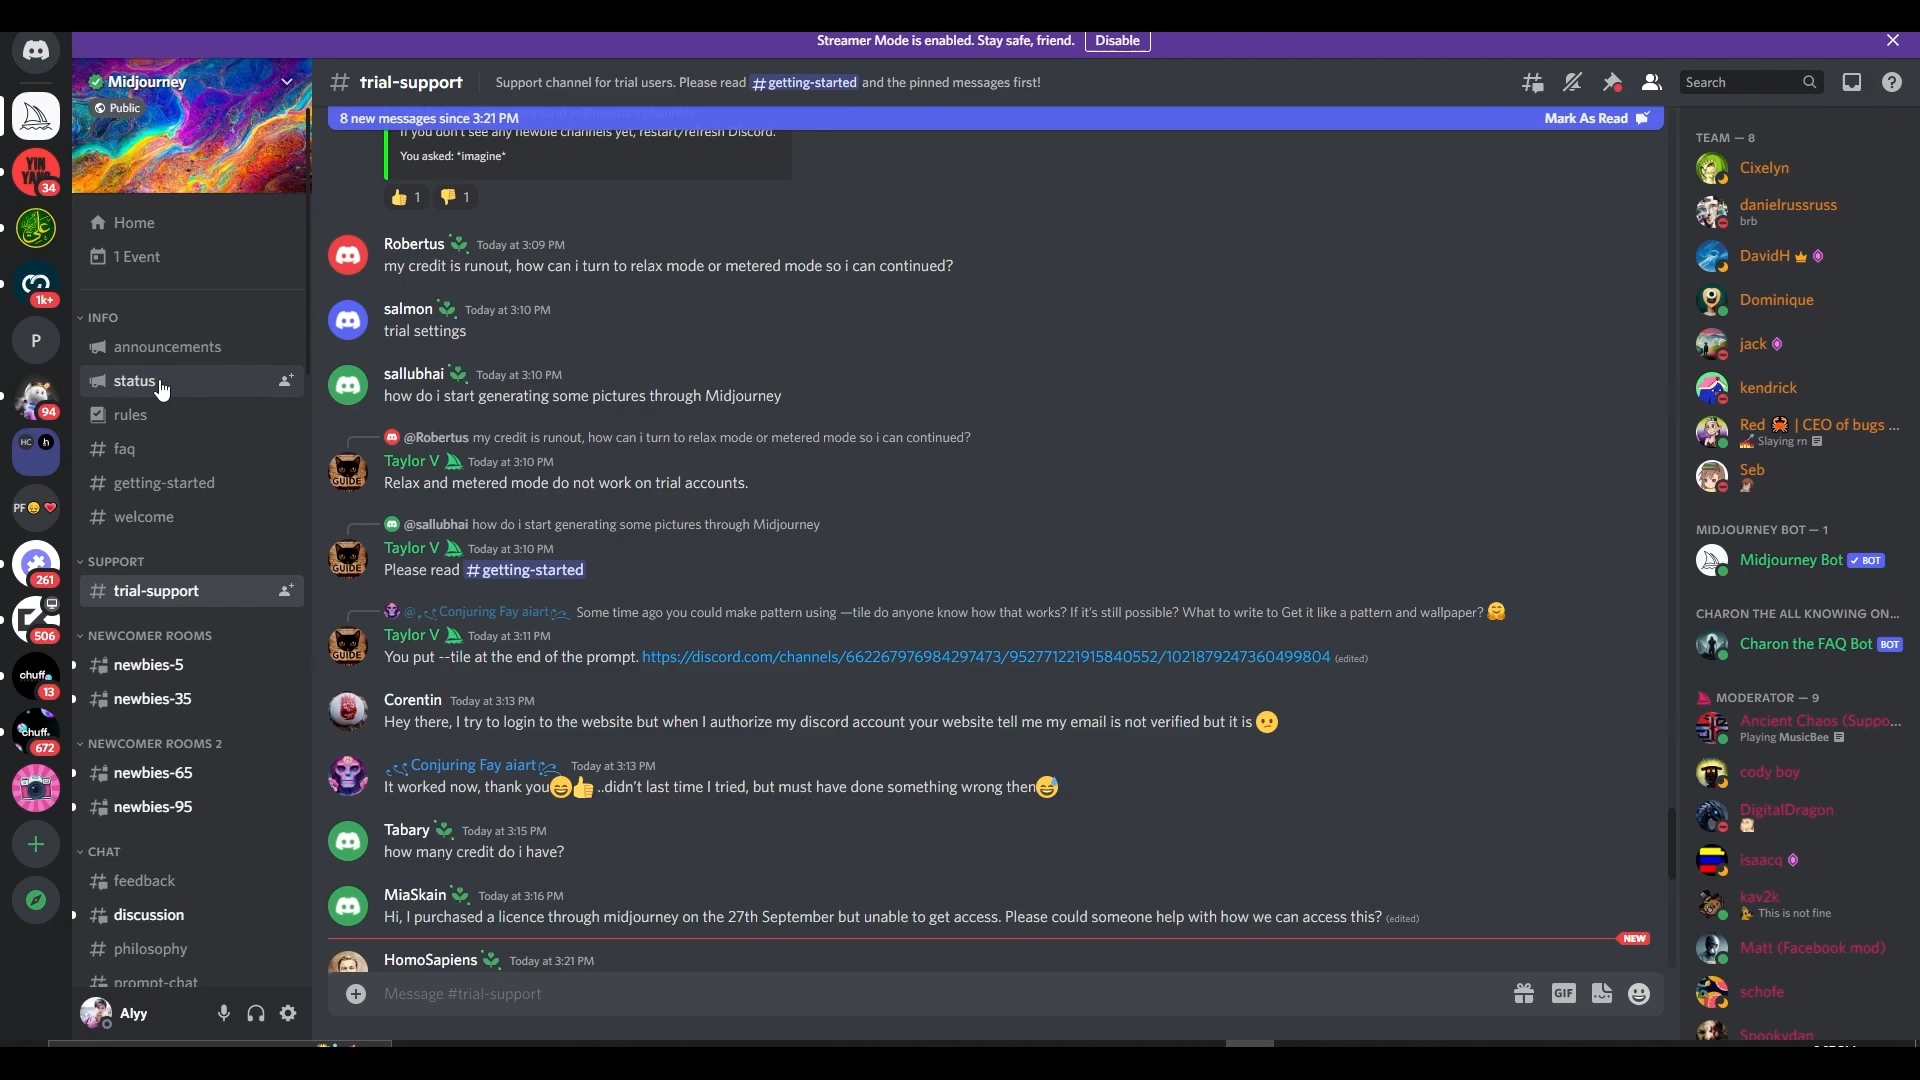 Streamer Mode is enabled. Stay safe, friend. Disable
Midjourney
Public
YIN YANG
34
1k+
P
94
HC h
PF
261
506
chuff
13
chuff.
672
Home
1 Event
INFO
announcements
status
rules
faq
getting-started
welcome
SUPPORT
trial-support
NEWCOMER ROOMS
newbies-5
newbies-35
NEWCOMER ROOMS 2
newbies-65
newbies-95
CHAT
feedback
discussion
philosophy
prompt-chat
Alyy
# trial-support Support channel for trial users. Please read #getting-started and the pinned messages first!
Search
8 new messages since 3:21 PM Mark As Read
If you don't see any newbie channels yet, restart/refresh Discord.
You asked: *imagine*
👍 1 👎 1
Robertus Today at 3:09 PM
my credit is runout, how can i turn to relax mode or metered mode so i can continued?
salmon Today at 3:10 PM
trial settings
sallubhai Today at 3:10 PM
how do i start generating some pictures through Midjourney
@Robertus my credit is runout, how can i turn to relax mode or metered mode so i can continued?
Taylor V Today at 3:10 PM
GUIDE
Relax and metered mode do not work on trial accounts.
@sallubhai how do i start generating some pictures through Midjourney
Taylor V Today at 3:10 PM
GUIDE
Please read #getting-started
@Conjuring Fay aiart Some time ago you could make pattern using —tile do anyone know how that works? If it's still possible? What to write to Get it like a pattern and wallpaper? 🤗
Taylor V Today at 3:11 PM
GUIDE
You put --tile at the end of the prompt. https://discord.com/channels/662267976984297473/952771221915840552/1021879247360499804 (edited)
Corentin Today at 3:13 PM
Hey there, I try to login to the website but when I authorize my discord account your website tell me my email is not verified but it is 😕
Conjuring Fay aiart Today at 3:13 PM
It worked now, thank you😄👍..didn't last time I tried, but must have done something wrong then😅
Tabary Today at 3:15 PM
how many credit do i have?
MiaSkain Today at 3:16 PM
Hi, I purchased a licence through midjourney on the 27th September but unable to get access. Please could someone help with how we can access this? (edited)
NEW
HomoSapiens Today at 3:21 PM
Message #trial-support
GIF
TEAM — 8
Cixelyn
danielrussruss
brb
DavidH
Dominique
jack
kendrick
Red 🦀 | CEO of bugs ...
Slaying rn
Seb
MIDJOURNEY BOT — 1
Midjourney Bot ✓ BOT
CHARON THE ALL KNOWING ON...
Charon the FAQ Bot BOT
MODERATOR — 9
Ancient Chaos (Suppo...
Playing MusicBee
cody boy
DigitalDragon
isaacq
kav2k
This is not fine
Matt (Facebook mod)
schofe
Spookydan